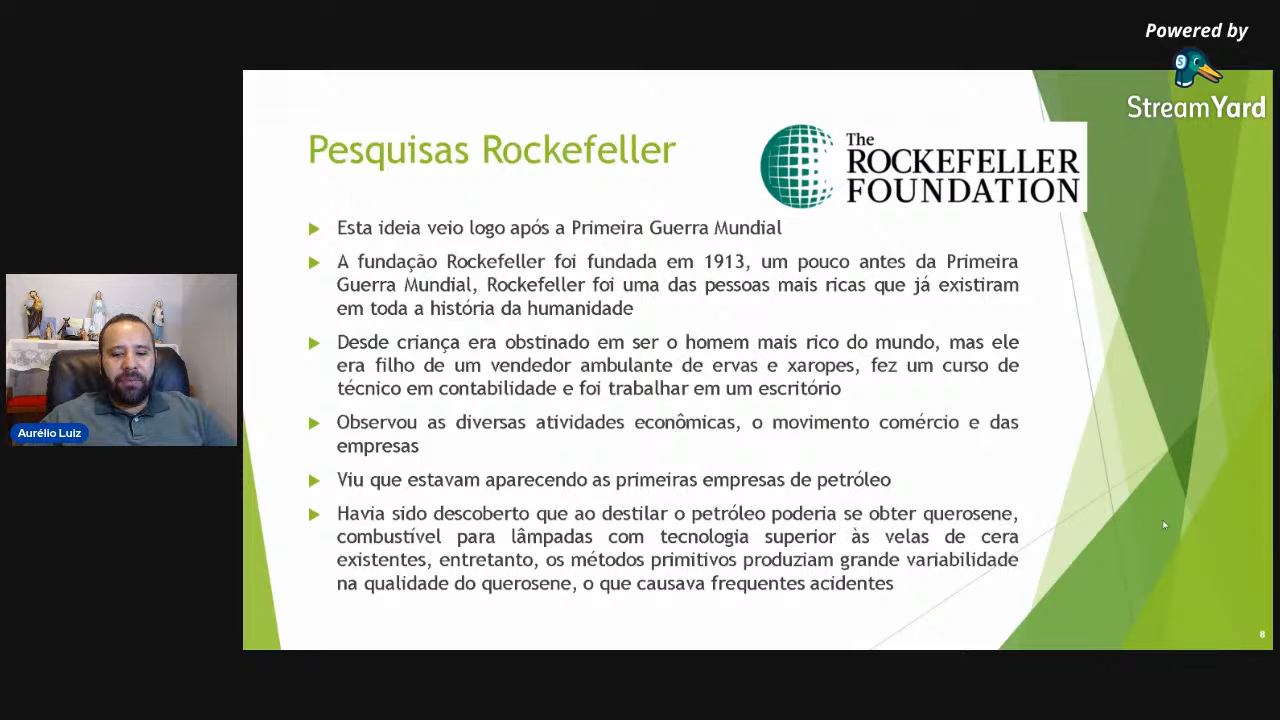 Powered by
StreamYard
Pesquisas Rockefeller
The
ROCKEFELLER
FOUNDATION
Esta ideia veio logo após a Primeira Guerra Mundial
A fundação Rockefeller foi fundada em 1913, um pouco antes da Primeira
Guerra Mundial, Rockefeller foi uma das pessoas mais ricas que já existiram
em toda a história da humanidade
Desde criança era obstinado em ser o homem mais rico do mundo, mas ele
era filho de um vendedor ambulante de ervas e xaropes, fez um curso de
técnico em contabilidade e foi trabalhar em um escritório
Observou as diversas atividades econômicas, o movimento comércio e das
empresas
Viu que estavam aparecendo as primeiras empresas de petróleo
Havia sido descoberto que ao destilar o petróleo poderia se obter querosene,
combustível para lâmpadas com tecnologia superior às velas de cera
existentes, entretanto, os métodos primitivos produziam grande variabilidade
na qualidade do querosene, o que causava frequentes acidentes
Aurélio Luiz
8